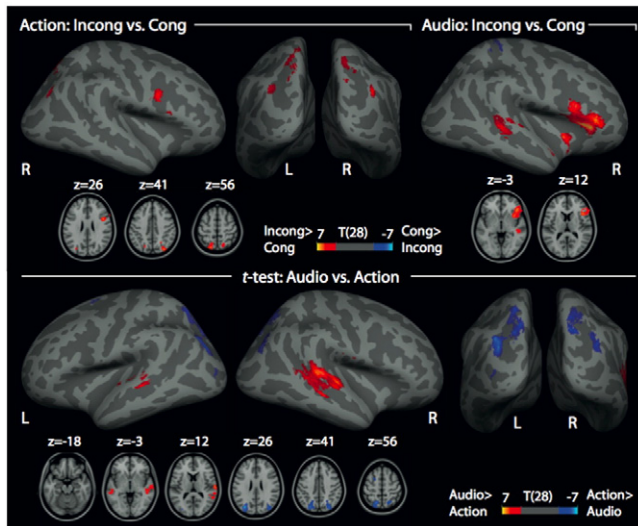 Action: Incong vs. Cong
Audio: Incong vs. Cong
R
L
R
R
z=26
z=41
z=56
Incong>
Cong
7
T(28)
-7
Cong>
Incong
z=-3
z=12
t-test: Audio vs. Action
L
R
L
R
z=-18
z=-3
z=12
z=26
z=41
z=56
Audio>
Action
7
T(28)
-7
Action>
Audio